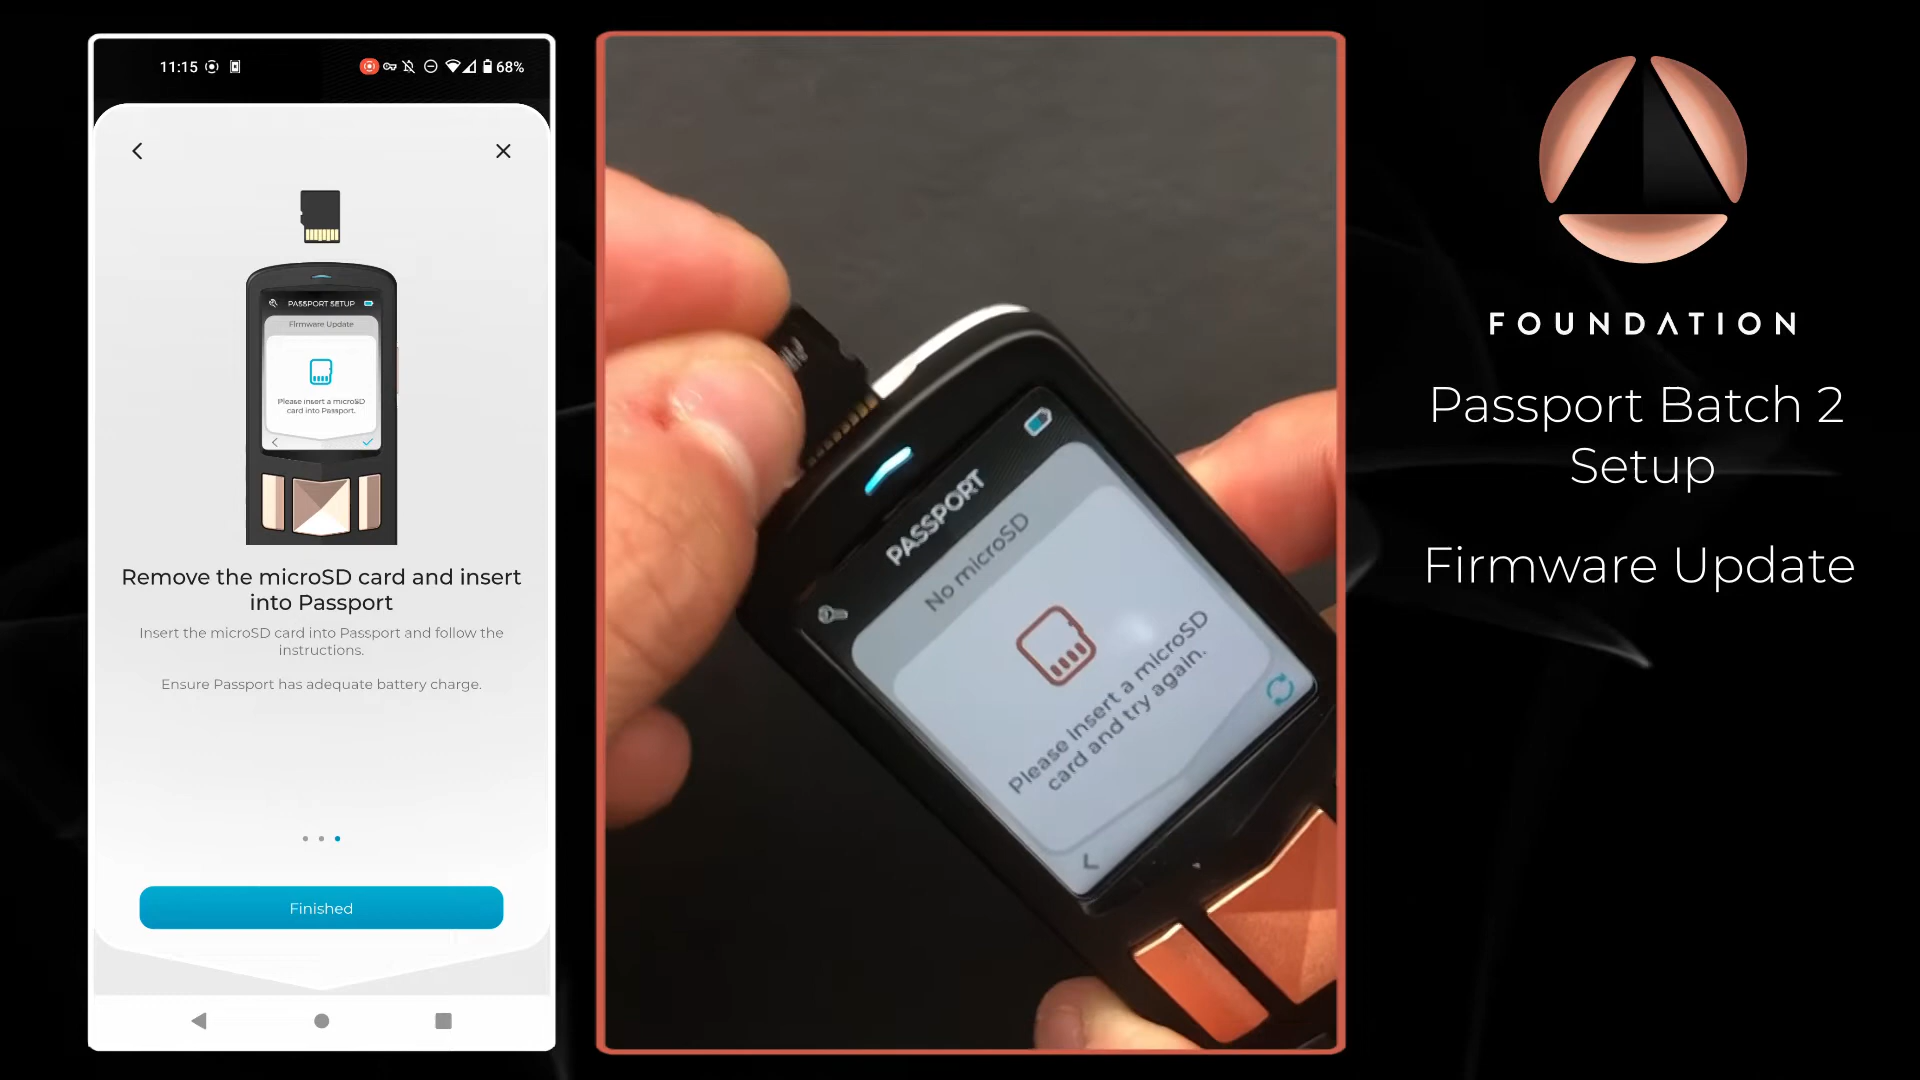 11:15
68%
PASSPORT SETUP
Firmware Update
Please insert a microSD
card into Passport.
Remove the microSD card and insert
into Passport
Insert the microSD card into Passport and follow the
instructions.
Ensure Passport has adequate battery charge.
Finished
PASSPORT
No microSD
Please insert a microSD
card and try again.
FOUNDATION
Passport Batch 2
Setup
Firmware Update